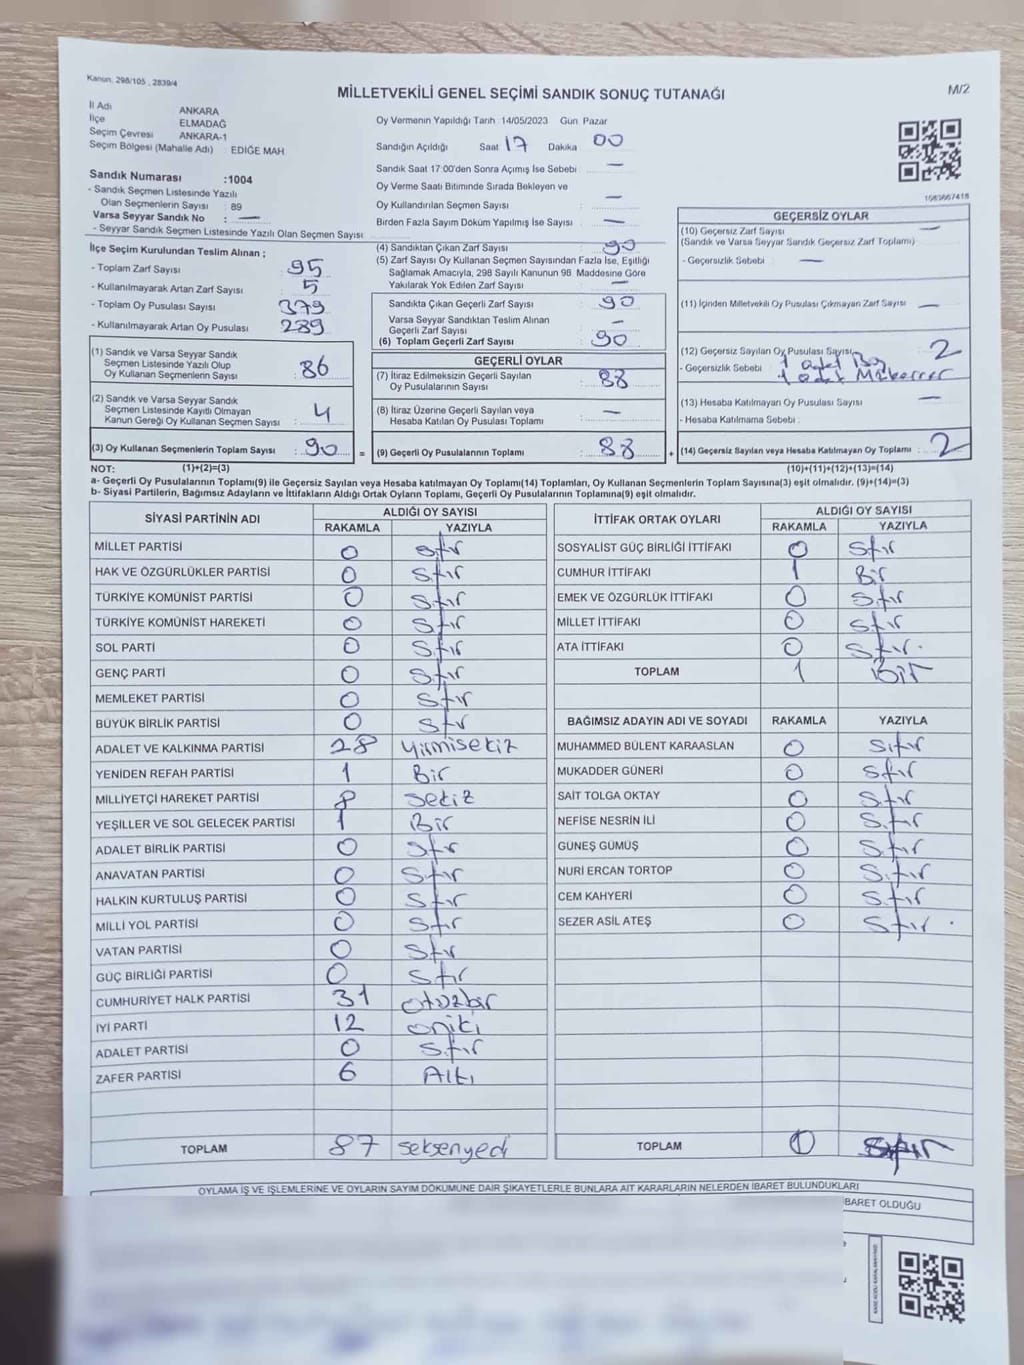 Kanun: 298/105 , 2839/4
MİLLETVEKİLİ GENEL SEÇİMİ SANDIK SONUÇ TUTANAĞI
M/2
İl Adı ANKARA
İlçe ELMADAĞ
Seçim Çevresi ANKARA-1
Seçim Bölgesi (Mahalle Adı) : EDİĞE MAH.
Sandık Numarası :1004
- Sandık Seçmen Listesinde Yazılı
Olan Seçmenlerin Sayısı : 89
Varsa Seyyar Sandık No : —
- Seyyar Sandık Seçmen Listesinde Yazılı Olan Seçmen Sayısı:
Oy Vermenin Yapıldığı Tarih :14/05/2023 Gün: Pazar
Sandığın Açıldığı Saat 17 Dakika 00
Sandık Saat 17:00'den Sonra Açımış İse Sebebi : —
Oy Verme Saati Bitiminde Sırada Bekleyen ve
Oy Kullandırılan Seçmen Sayısı : —
Birden Fazla Sayım Döküm Yapılmış İse Sayısı : —
1583667418
İlçe Seçim Kurulundan Teslim Alınan ;
- Toplam Zarf Sayısı : 95
- Kullanılmayarak Artan Zarf Sayısı : 5
- Toplam Oy Pusulası Sayısı : 379
- Kullanılmayarak Artan Oy Pusulası : 289
(1) Sandık ve Varsa Seyyar Sandık
Seçmen Listesinde Yazılı Olup
Oy Kullanan Seçmenlerin Sayısı : 86
(2) Sandık ve Varsa Seyyar Sandık
Seçmen Listesinde Kayıtlı Olmayan
Kanun Gereği Oy Kullanan Seçmen Sayısı : 4
(3) Oy Kullanan Seçmenlerin Toplam Sayısı : 90 =
(4) Sandıktan Çıkan Zarf Sayısı : 90
(5) Zarf Sayısı Oy Kullanan Seçmen Sayısından Fazla İse, Eşitliği
Sağlamak Amacıyla, 298 Sayılı Kanunun 98. Maddesine Göre
Yakılarak Yok Edilen Zarf Sayısı : —
Sandıkta Çıkan Geçerli Zarf Sayısı : 90
Varsa Seyyar Sandıktan Teslim Alınan
Geçerli Zarf Sayısı : —
(6) Toplam Geçerli Zarf Sayısı : 90
GEÇERLİ OYLAR
(7) İtiraz Edilmeksizin Geçerli Sayılan
Oy Pusulalarının Sayısı : 88
(8) İtiraz Üzerine Geçerli Sayılan veya
Hesaba Katılan Oy Pusulası Toplamı : —
(9) Geçerli Oy Pusulalarının Toplamı : 88 +
GEÇERSİZ OYLAR
(10) Geçersiz Zarf Sayısı : —
(Sandık ve Varsa Seyyar Sandık Geçersiz Zarf Toplamı)
- Geçersizlik Sebebi : —
(11) İçinden Milletvekili Oy Pusulası Çıkmayan Zarf Sayısı : —
(12) Geçersiz Sayılan Oy Pusulası Sayısı : 2
- Geçersizlik Sebebi : 1 adet Boş
1 adet Mükerrer
(13) Hesaba Katılmayan Oy Pusulası Sayısı : —
- Hesaba Katılmama Sebebi :
(14) Geçersiz Sayılan veya Hesaba Katılmayan Oy Toplamı : 2
NOT: (1)+(2)=(3) (10)+(11)+(12)+(13)=(14)
a- Geçerli Oy Pusulalarının Toplamı(9) ile Geçersiz Sayılan veya Hesaba katılmayan Oy Toplamı(14) Toplamları, Oy Kullanan Seçmenlerin Toplam Sayısına(3) eşit olmalıdır. (9)+(14)=(3)
b- Siyasi Partilerin, Bağımsız Adayların ve İttifakların Aldığı Ortak Oyların Toplamı, Geçerli Oy Pusulalarının Toplamına(9) eşit olmalıdır.
SİYASİ PARTİNİN ADI ALDIĞI OY SAYISI
RAKAMLA YAZIYLA
MİLLET PARTİSİ 0 sıfır
HAK VE ÖZGÜRLÜKLER PARTİSİ 0 sıfır
TÜRKİYE KOMÜNİST PARTİSİ 0 sıfır
TÜRKİYE KOMÜNİST HAREKETİ 0 sıfır
SOL PARTİ 0 sıfır
GENÇ PARTİ 0 sıfır
MEMLEKET PARTİSİ 0 sıfır
BÜYÜK BİRLİK PARTİSİ 0 sıfır
ADALET VE KALKINMA PARTİSİ 28 yirmisekiz
YENİDEN REFAH PARTİSİ 1 Bir
MİLLİYETÇİ HAREKET PARTİSİ 8 sekiz
YEŞİLLER VE SOL GELECEK PARTİSİ 1 Bir
ADALET BİRLİK PARTİSİ 0 sıfır
ANAVATAN PARTİSİ 0 sıfır
HALKIN KURTULUŞ PARTİSİ 0 sıfır
MİLLİ YOL PARTİSİ 0 sıfır
VATAN PARTİSİ 0 sıfır
GÜÇ BİRLİĞİ PARTİSİ 0 sıfır
CUMHURİYET HALK PARTİSİ 31 otuzbir
İYİ PARTİ 12 oniki
ADALET PARTİSİ 0 sıfır
ZAFER PARTİSİ 6 Altı
TOPLAM 87 seksenyedi
İTTİFAK ORTAK OYLARI ALDIĞI OY SAYISI
RAKAMLA YAZIYLA
SOSYALİST GÜÇ BİRLİĞİ İTTİFAKI 0 sıfır
CUMHUR İTTİFAKI 1 Bir
EMEK VE ÖZGÜRLÜK İTTİFAKI 0 sıfır
MİLLET İTTİFAKI 0 sıfır
ATA İTTİFAKI 0 sıfır.
TOPLAM 1 Bir
BAĞIMSIZ ADAYIN ADI VE SOYADI RAKAMLA YAZIYLA
MUHAMMED BÜLENT KARAASLAN 0 sıfır
MUKADDER GÜNERİ 0 sıfır
SAİT TOLGA OKTAY 0 sıfır
NEFİSE NESRİN İLİ 0 sıfır
GÜNEŞ GÜMÜŞ 0 sıfır
NURİ ERCAN TORTOP 0 sıfır
CEM KAHYERİ 0 sıfır
SEZER ASİL ATEŞ 0 sıfır .
TOPLAM 0 sıfır
OYLAMA İŞ VE İŞLEMLERİNE VE OYLARIN SAYIM DÖKÜMÜNE DAİR ŞİKAYETLERLE BUNLARA AİT KARARLARIN NELERDEN İBARET BULUNDUKLARI
İBARET OLDUĞU